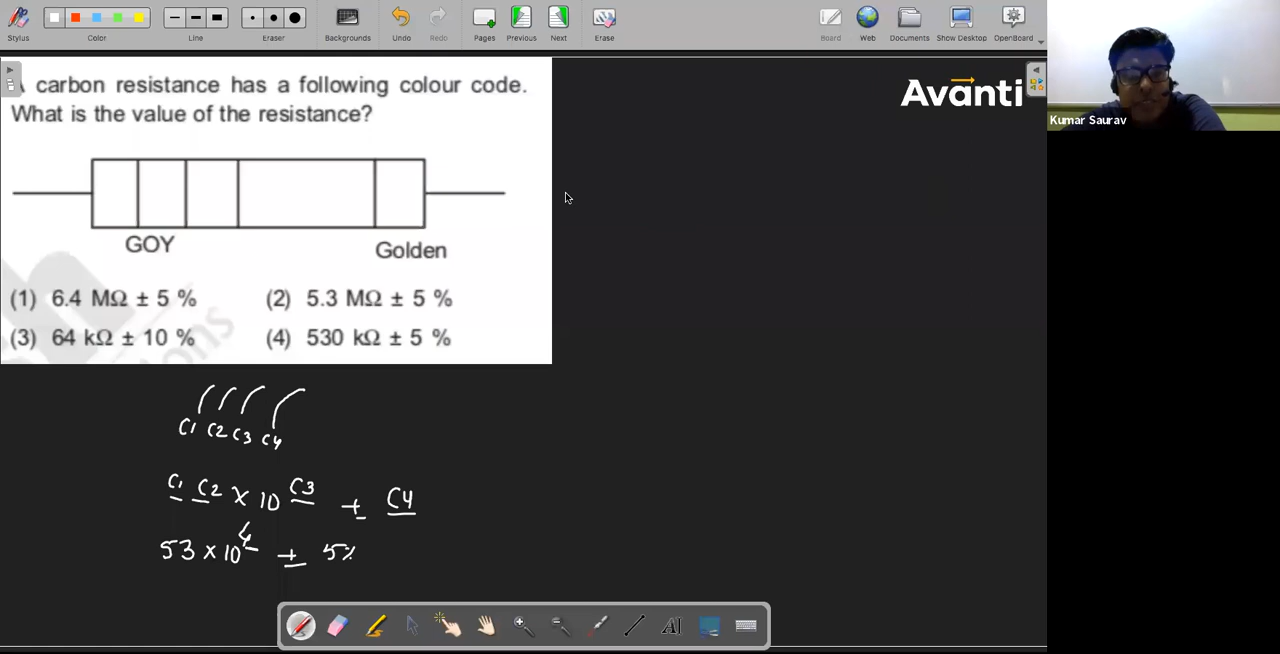 Stylus
Color
Line
Eraser
Backgrounds
Undo
Redo
Pages
Previous
Next
Erase
Board
Web
Documents
Show Desktop
OpenBoard
carbon resistance has a following colour code.
What is the value of the resistance?
GOY
Golden
(1) 6.4 MΩ ± 5 %
(2) 5.3 MΩ ± 5 %
(3) 64 kΩ ± 10 %
(4) 530 kΩ ± 5 %
Avanti
Kumar Saurav
C1 C2 C3 C4
C1 C2 × 10 C3 ± C4
53 × 10^4 ± 5%